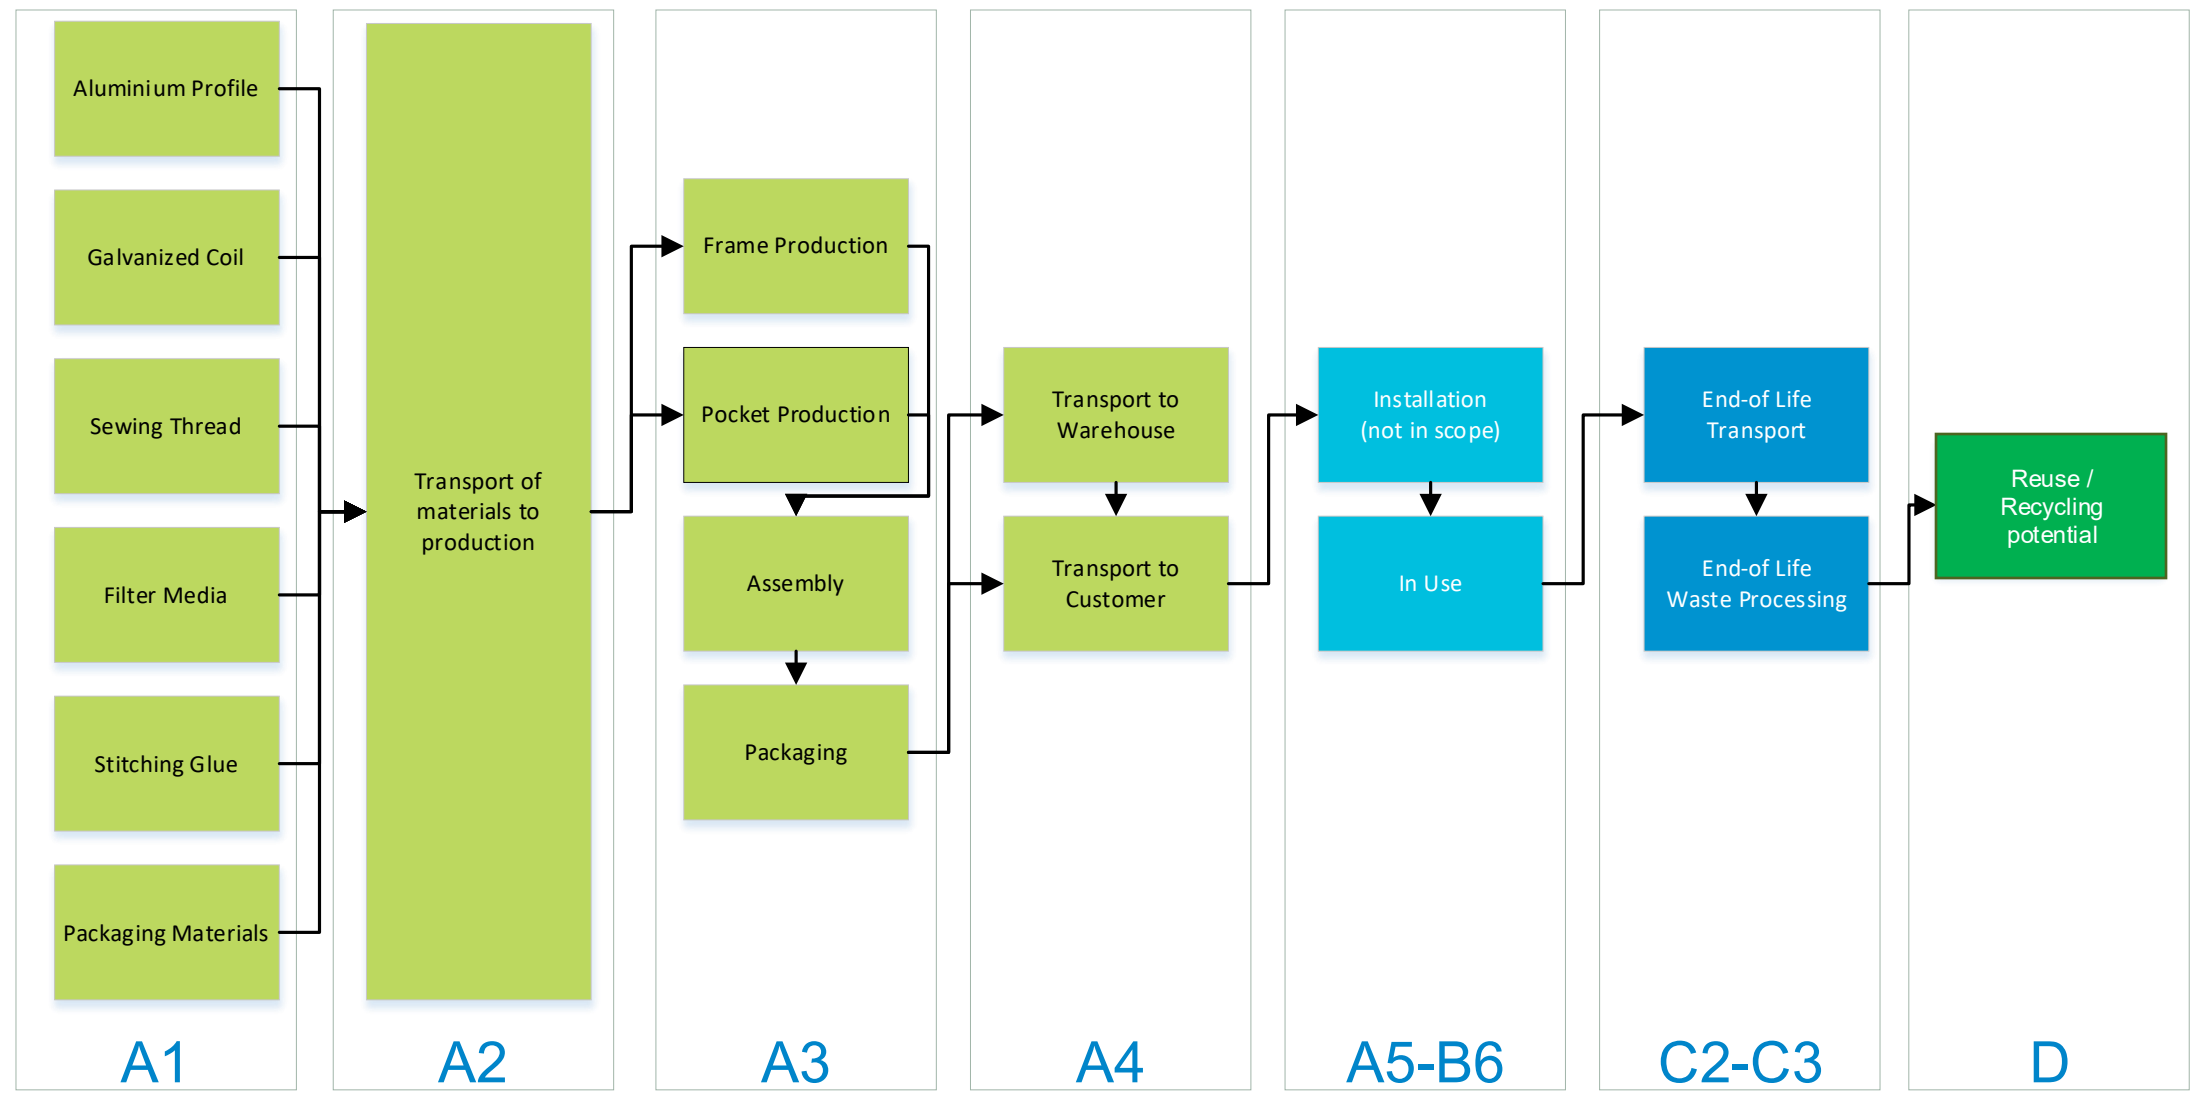 Aluminium Profile
Galvanized Coil
Sewing Thread
Filter Media
Stitching Glue
Packaging Materials
A1
Transport of
materials to
production
A2
Frame Production
Pocket Production
Assembly
Packaging
A3
Transport to
Warehouse
Transport to
Customer
A4
Installation
(not in scope)
In Use
A5-B6
End-of Life
Transport
End-of Life
Waste Processing
C2-C3
Reuse /
Recycling
potential
D